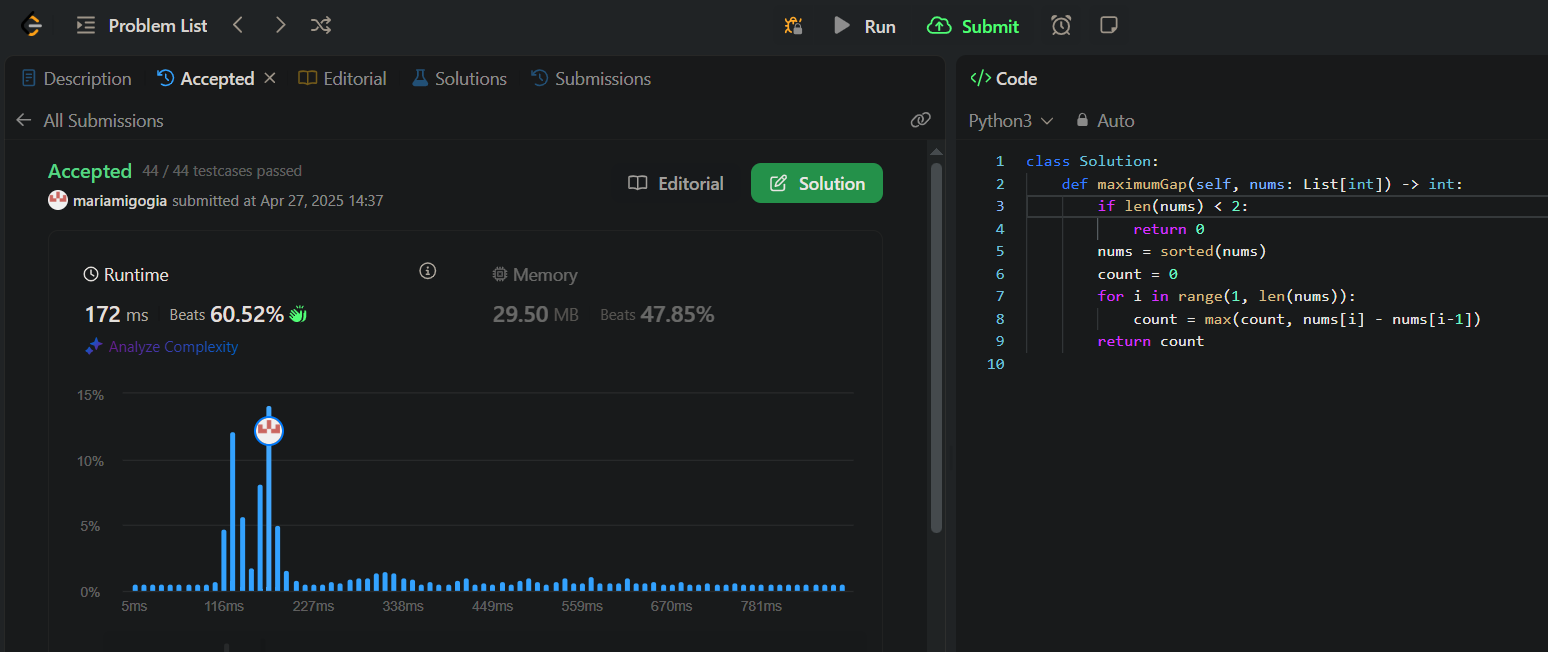 Problem List
Run
Submit
Description
Accepted
Editorial
Solutions
Submissions
All Submissions
Accepted 44 / 44 testcases passed
mariamigogia submitted at Apr 27, 2025 14:37
Editorial
Solution
Runtime
172 ms Beats 60.52%
Analyze Complexity
Memory
29.50 MB Beats 47.85%
15%
10%
5%
0%
5ms 116ms 227ms 338ms 449ms 559ms 670ms 781ms
</> Code
Python3 Auto
1 class Solution:
2 def maximumGap(self, nums: List[int]) -> int:
3 if len(nums) < 2:
4 return 0
5 nums = sorted(nums)
6 count = 0
7 for i in range(1, len(nums)):
8 count = max(count, nums[i] - nums[i-1])
9 return count
10